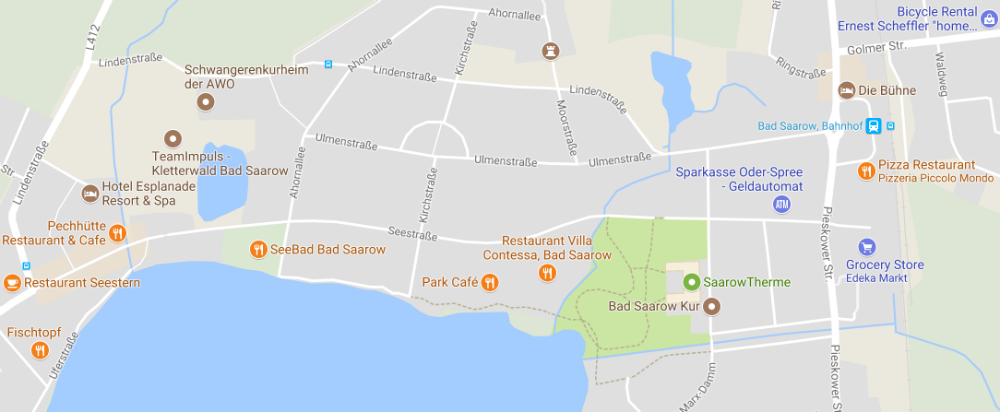 Ahornallee
Bicycle Rental
Ernest Scheffler "home...
L412
Kirchstraße
Golmer Str.
Lindenstraße
Ahornallee
Schwangerenkurheim
der AWO
Lindenstraße
Ringstraße
Waldweg
Lindenstraße
Die Bühne
Moorstraße
Bad Saarow, Bahnhof
Ulmenstraße
TeamImpuls -
Kletterwald Bad Saarow
Ulmenstraße
Ulmenstraße
Lindenstraße
Str
Ahornallee
Sparkasse Oder-Spree
- Geldautomat
ATM
Pizza Restaurant
Pizzeria Piccolo Mondo
Hotel Esplanade
Resort & Spa
Kirchstraße
Pechhütte
Restaurant & Cafe
Seestraße
Pieskower Str.
SeeBad Bad Saarow
Restaurant Villa
Contessa, Bad Saarow
Grocery Store
Edeka Markt
Restaurant Seestern
Park Café
SaarowTherme
Bad Saarow Kur
Fischtopf
Uferstraße
Pieskower Str
Marx-Damm